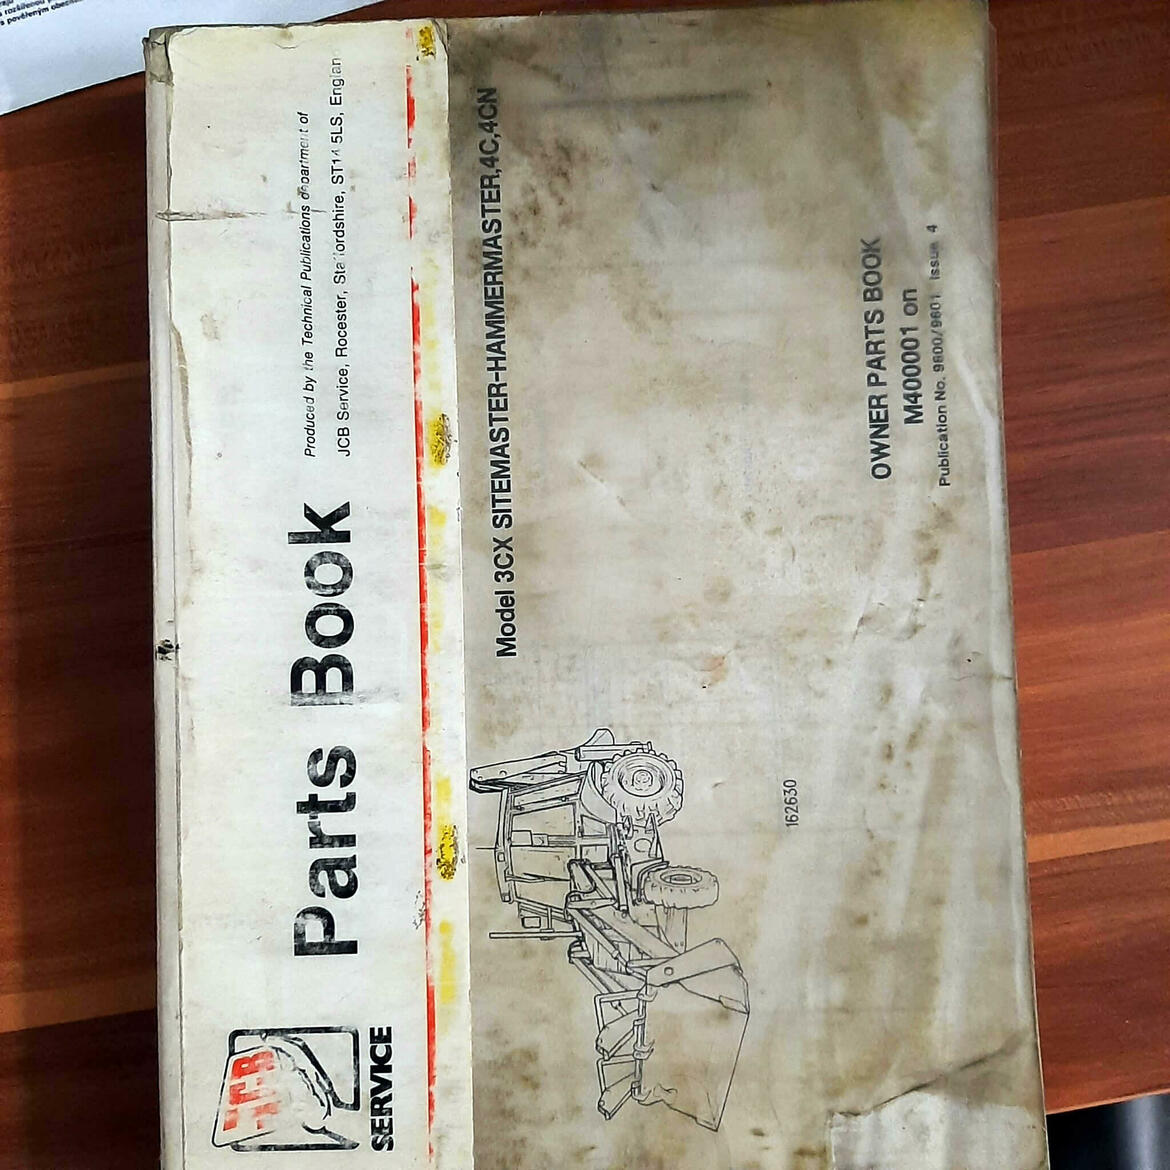 JCB
SERVICE
Parts Book
Produced by the Technical Publications department of
JCB Service, Rocester, Staffordshire, ST14 5LS, Englan
Model 3CX SITEMASTER-HAMMERMASTER,4C,4CN
162630
OWNER PARTS BOOK
M400001 on
Publication No. 9800/9601 Issue 4
s pověřeným